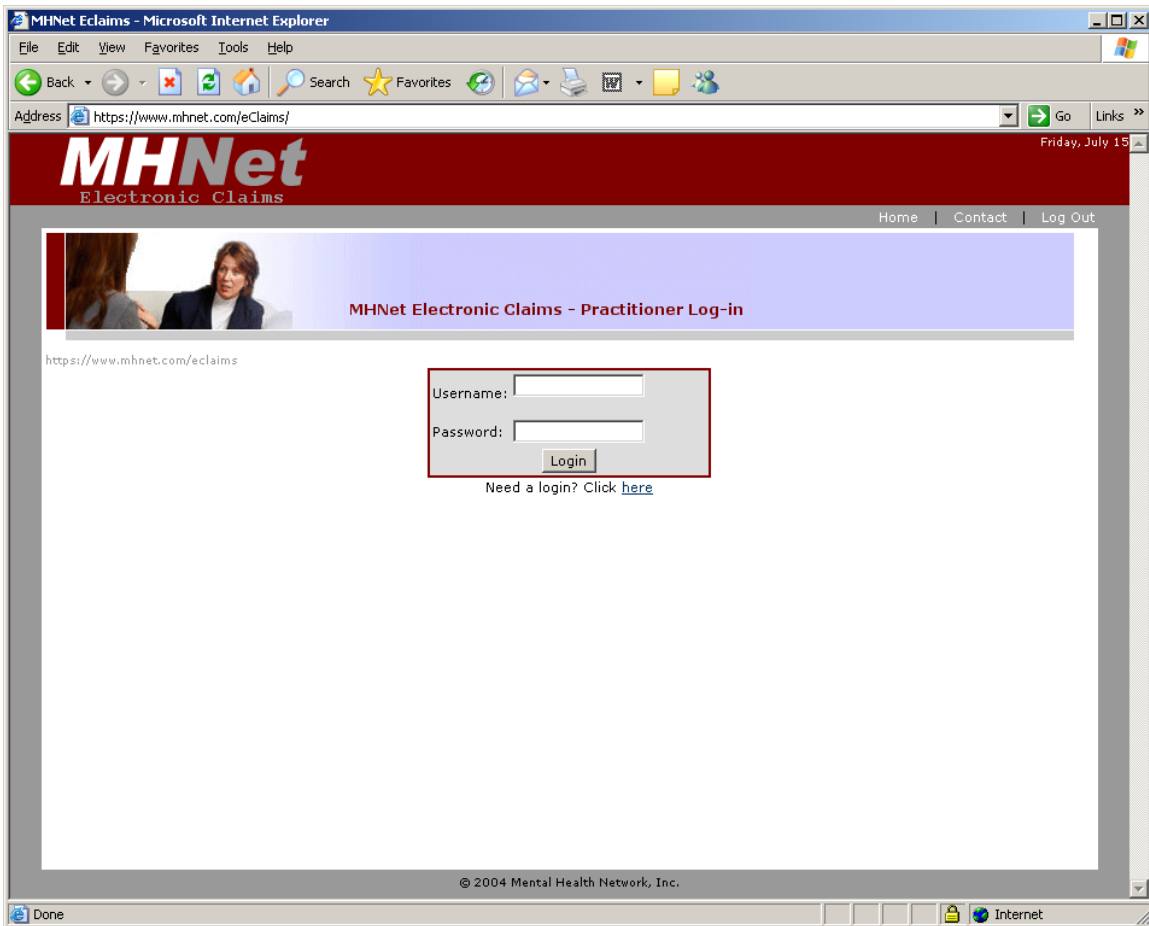 MHNet Eclaims - Microsoft Internet Explorer
File Edit View Favorites Tools Help
Back Search Favorites
Address https://www.mhnet.com/eClaims/ Go Links »
Friday, July 15
MHNet
Electronic Claims
Home | Contact | Log Out
MHNet Electronic Claims - Practitioner Log-in
https://www.mhnet.com/eclaims
Username:
Password:
Login
Need a login? Click here
© 2004 Mental Health Network, Inc.
Done Internet